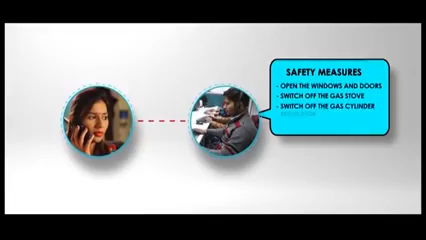 SAFETY MEASURES
- OPEN THE WINDOWS AND DOORS
- SWITCH OFF THE GAS STOVE
- SWITCH OFF THE GAS CYLINDER